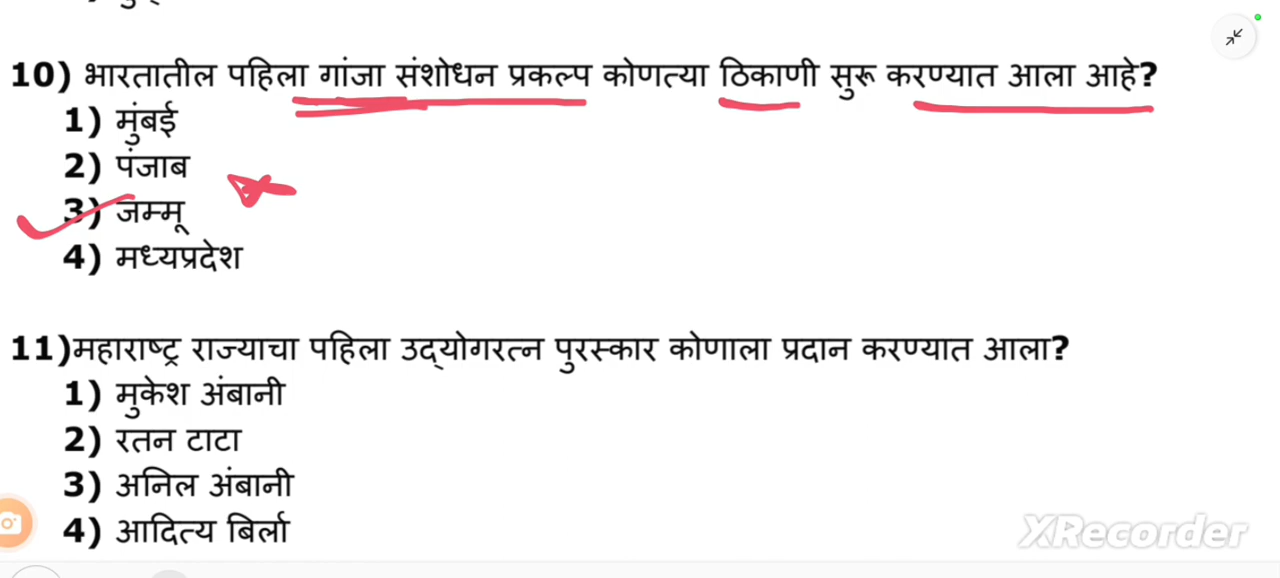 10) भारतातील पहिला गांजा संशोधन प्रकल्प कोणत्या ठिकाणी सुरू करण्यात आला आहे?
1) मुंबई
2) पंजाब
3) जम्मू
4) मध्यप्रदेश
11)महाराष्ट्र राज्याचा पहिला उद्योगरत्न पुरस्कार कोणाला प्रदान करण्यात आला?
1) मुकेश अंबानी
2) रतन टाटा
3) अनिल अंबानी
4) आदित्य बिर्ला
XRecorder